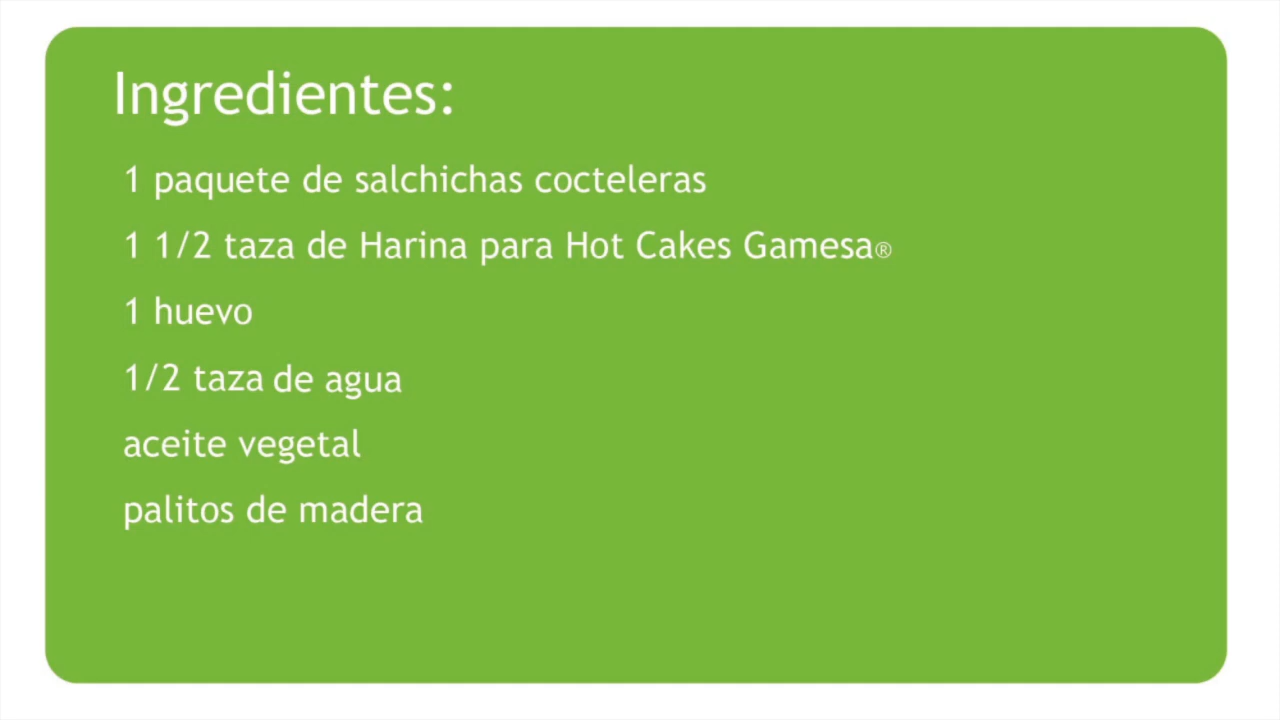 Ingredientes:
1 paquete de salchichas cocteleras
1 1/2 taza de Harina para Hot Cakes Gamesa®
1 huevo
1/2 taza de agua
aceite vegetal
palitos de madera